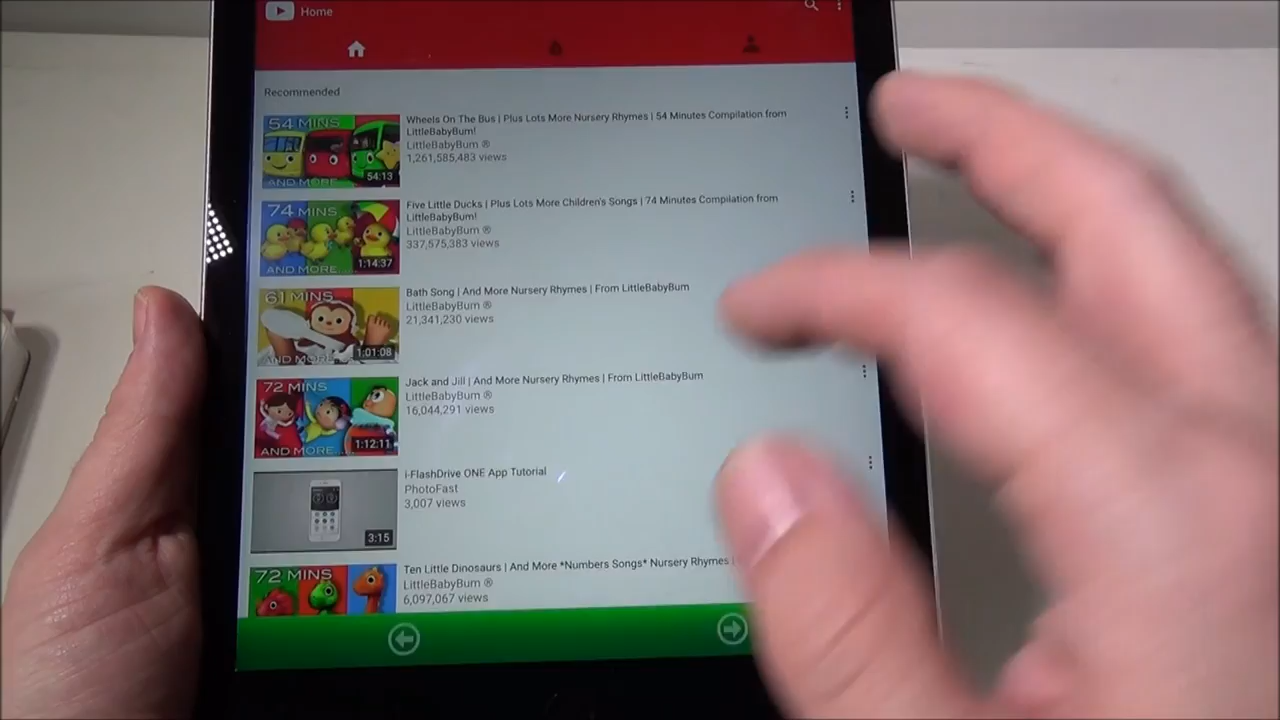 Home
Recommended
54 MINS
AND MORE
54:13
Wheels On The Bus | Plus Lots More Nursery Rhymes | 54 Minutes Compilation from
LittleBabyBum!
LittleBabyBum ®
1,261,585,483 views
74 MINS
AND MORE
1:14:37
Five Little Ducks | Plus Lots More Children's Songs | 74 Minutes Compilation from
LittleBabyBum!
LittleBabyBum ®
337,575,383 views
61 MINS
AND MORE
1:01:08
Bath Song | And More Nursery Rhymes | From LittleBabyBum
LittleBabyBum ®
21,341,230 views
72 MINS
AND MORE...
1:12:11
Jack and Jill | And More Nursery Rhymes | From LittleBabyBum
LittleBabyBum ®
16,044,291 views
3:15
i-FlashDrive ONE App Tutorial
PhotoFast
3,007 views
72 MINS
Ten Little Dinosaurs | And More *Numbers Songs* Nursery Rhymes |
LittleBabyBum ®
6,097,067 views